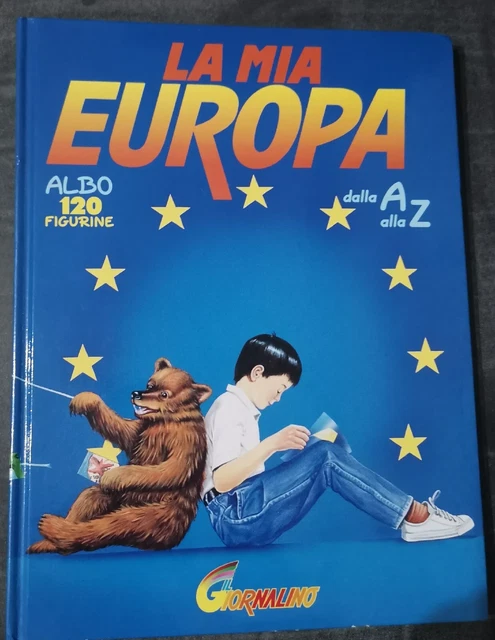 LA MIA
EUROPA
ALBO
120
FIGURINE
dalla A
alla Z
IL
GIORNALINO